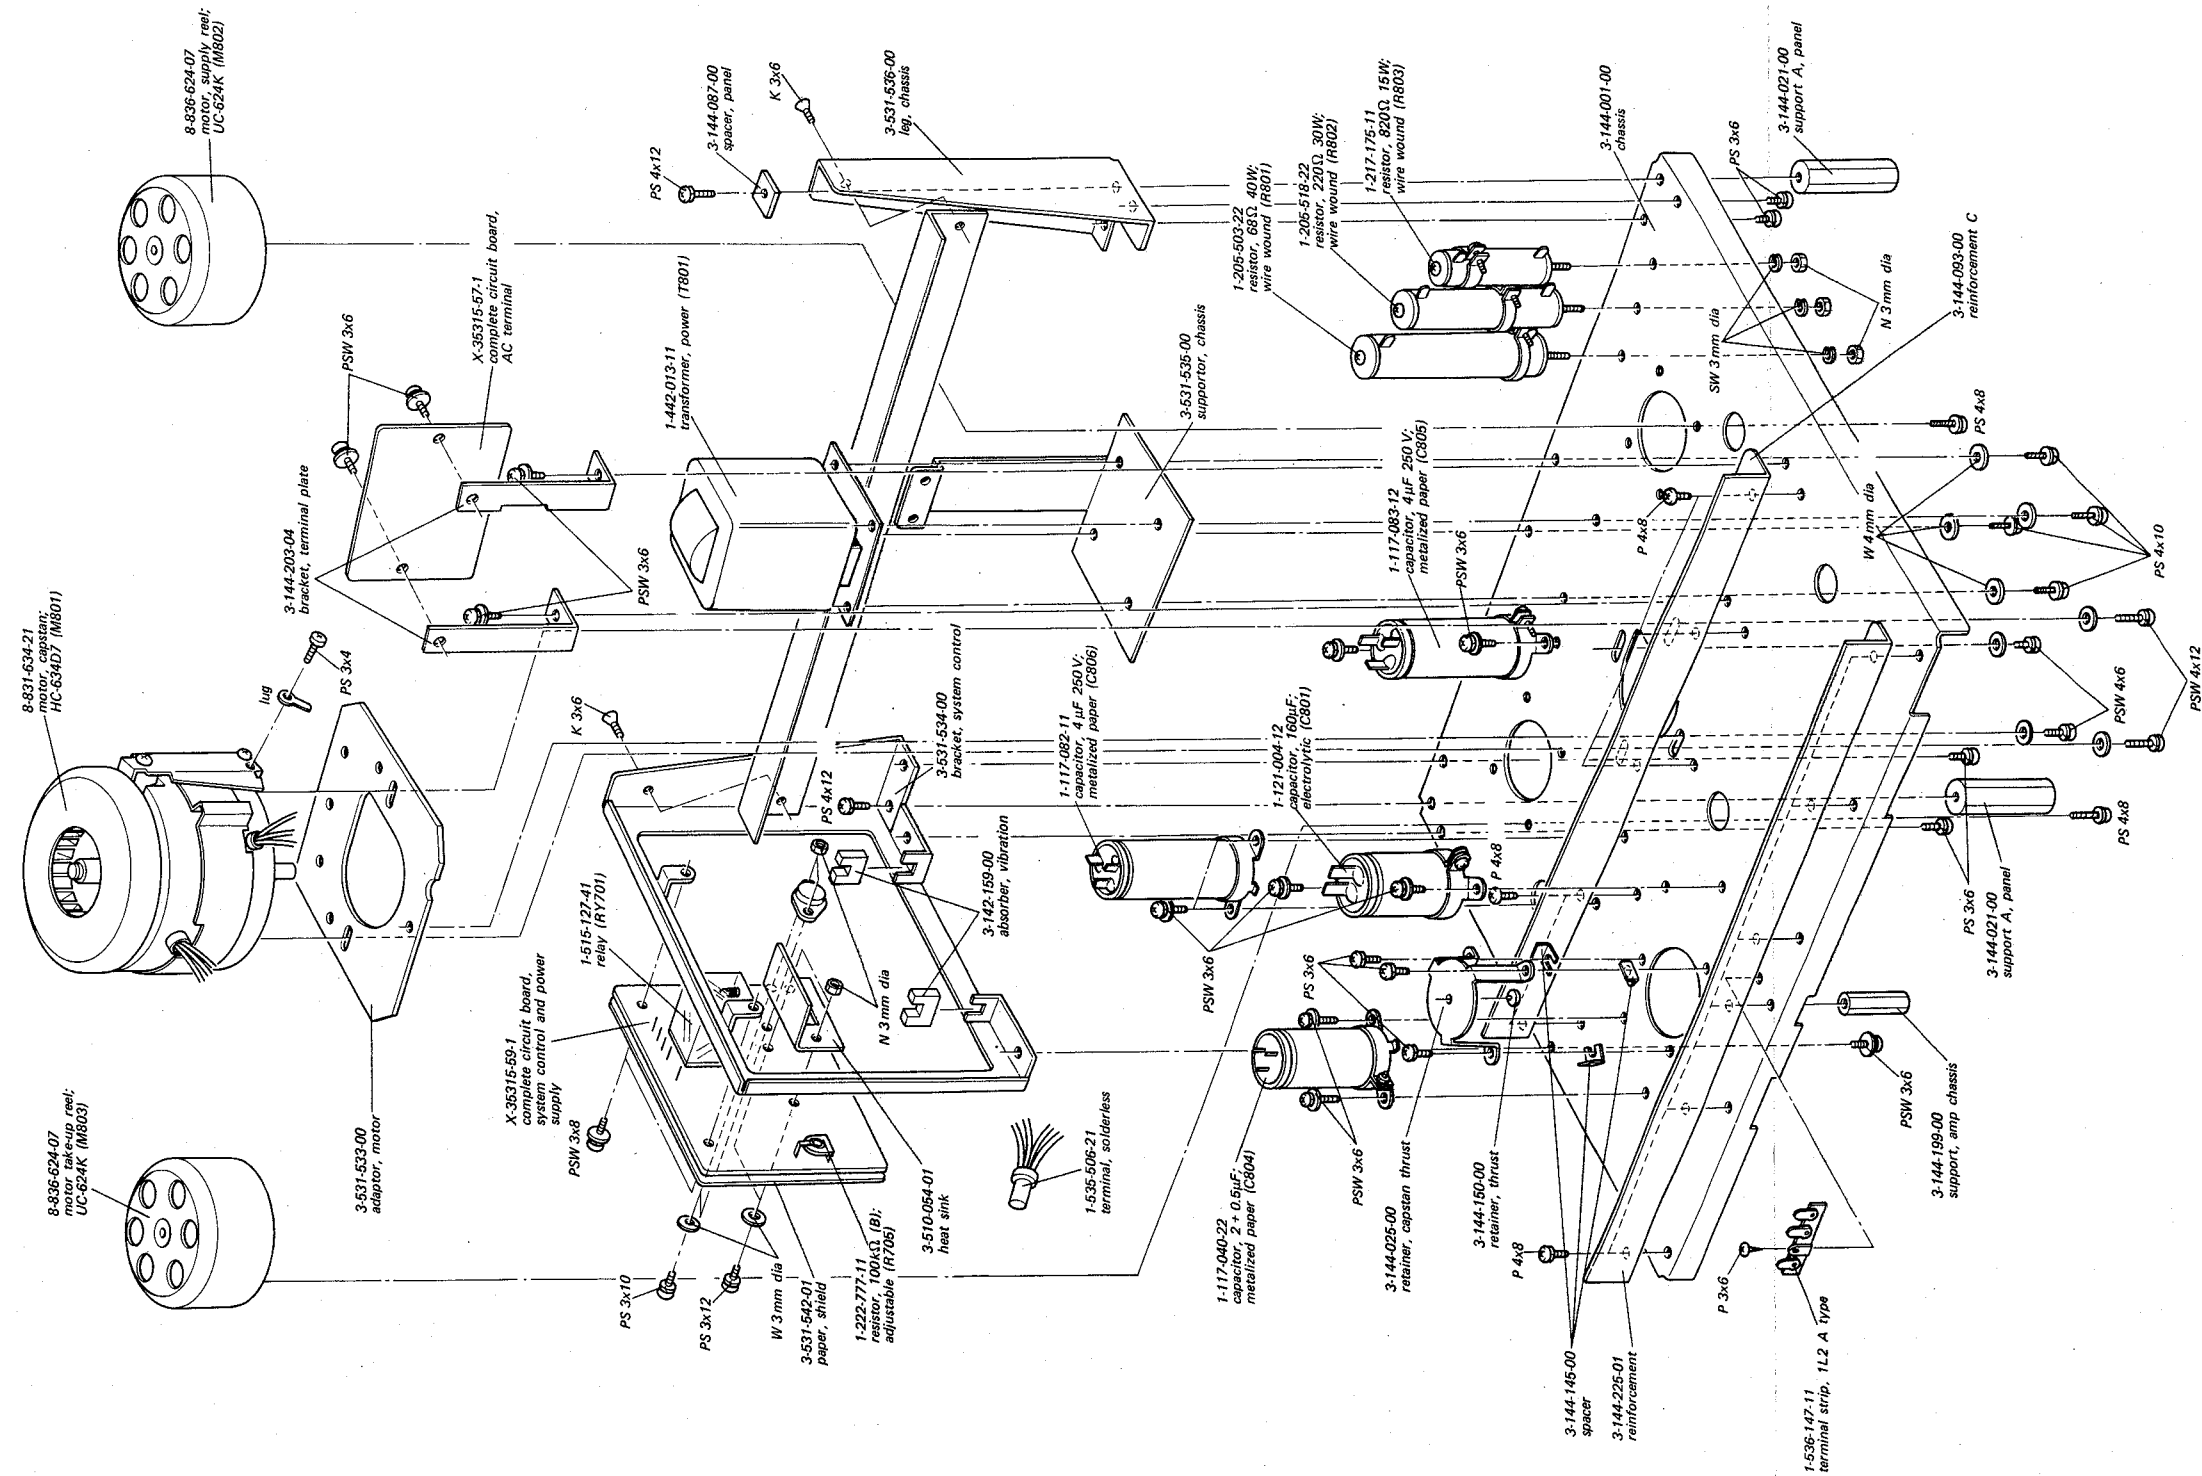 8-836-624-07
motor, supply reel;
UC-624K (M802)
PS 4x12
3-144-087-00
spacer, panel
K 3x6
3-531-536-00
leg, chassis
X-35315-57-1
complete circuit board,
AC terminal
PSW 3x6
1-442-013-11
transformer, power (T801)
3-531-535-00
supportor, chassis
1-205-503-22
resistor, 68Ω 40W;
wire wound (R801)
1-205-518-22
resistor, 220Ω 30W;
wire wound (R802)
1-217-175-11
resistor, 820Ω 15W;
wire wound (R803)
3-144-001-00
chassis
PS 3x6
3-144-021-00
support A, panel
N 3 mm dia
SW 3 mm dia
3-144-093-00
reinforcement C
PS 4x8
8-831-634-21
motor, capstan;
HC-634D7 (M801)
lug
PS 3x4
3-144-203-04
bracket, terminal plate
PSW 3x6
K 3x6
PS 4x12
3-531-534-00
bracket, system control
1-117-082-11
capacitor, 4µF 250V;
metalized paper (C806)
1-117-083-12
capacitor, 4µF 250V;
metalized paper (C805)
PSW 3x6
P 4x8
W 4 mm dia
PS 4x10
1-121-004-12
capacitor, 160µF;
electrolytic (C801)
P 4x8
PSW 4x6
PSW 4x12
PS 4x8
PS 3x6
3-144-021-00
support A, panel
1-515-127-41
relay (RY701)
3-142-159-00
absorber, vibration
N 3 mm dia
X-35315-59-1
complete circuit board,
system control and power
supply
PSW 3x6
PS 3x6
8-836-624-07
motor take-up reel;
UC-624K (M803)
3-531-533-00
adaptor, motor
PSW 3x8
1-535-506-21
terminal, solderless
3-510-054-01
heat sink
1-222-777-11
resistor, 100kΩ (B);
adjustable (R705)
3-531-542-01
paper, shield
W 3 mm dia
PS 3x12
PS 3x10
1-117-040-22
capacitor, 2 + 0.5µF;
metalized paper (C804)
PSW 3x6
3-144-025-00
retainer, capstan thrust
3-144-150-00
retainer, thrust
P 4x8
3-144-145-00
spacer
3-144-225-01
reinforcement
P 3x6
1-536-147-11
terminal strip, 1L2 A type
PSW 3x6
3-144-199-00
support, amp chassis